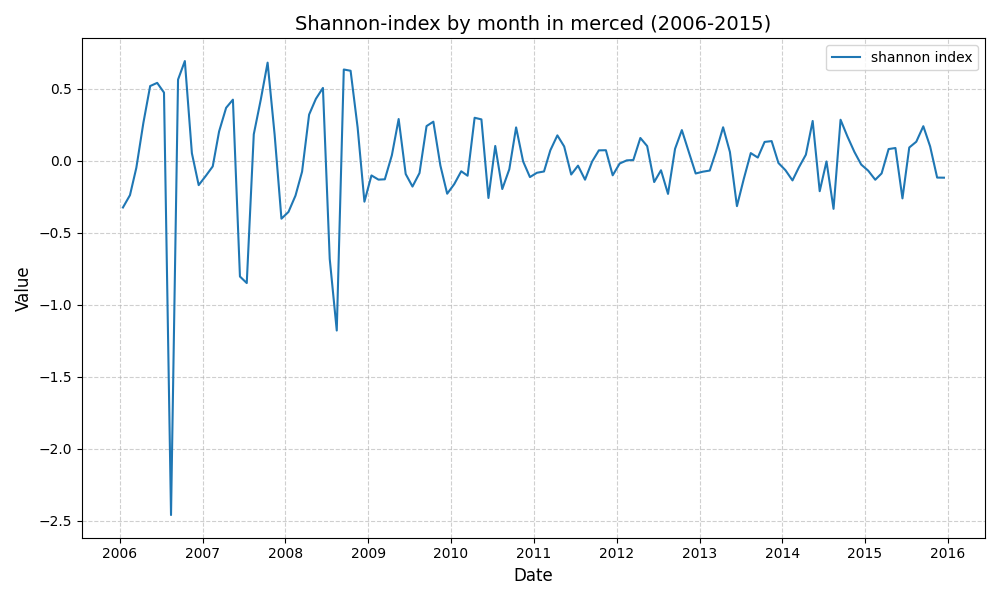 Shannon-index by month in merced (2006-2015)
shannon index
0.5
0.0
−0.5
−1.0
−1.5
−2.0
−2.5
Value
2006 2007 2008 2009 2010 2011 2012 2013 2014 2015 2016
Date